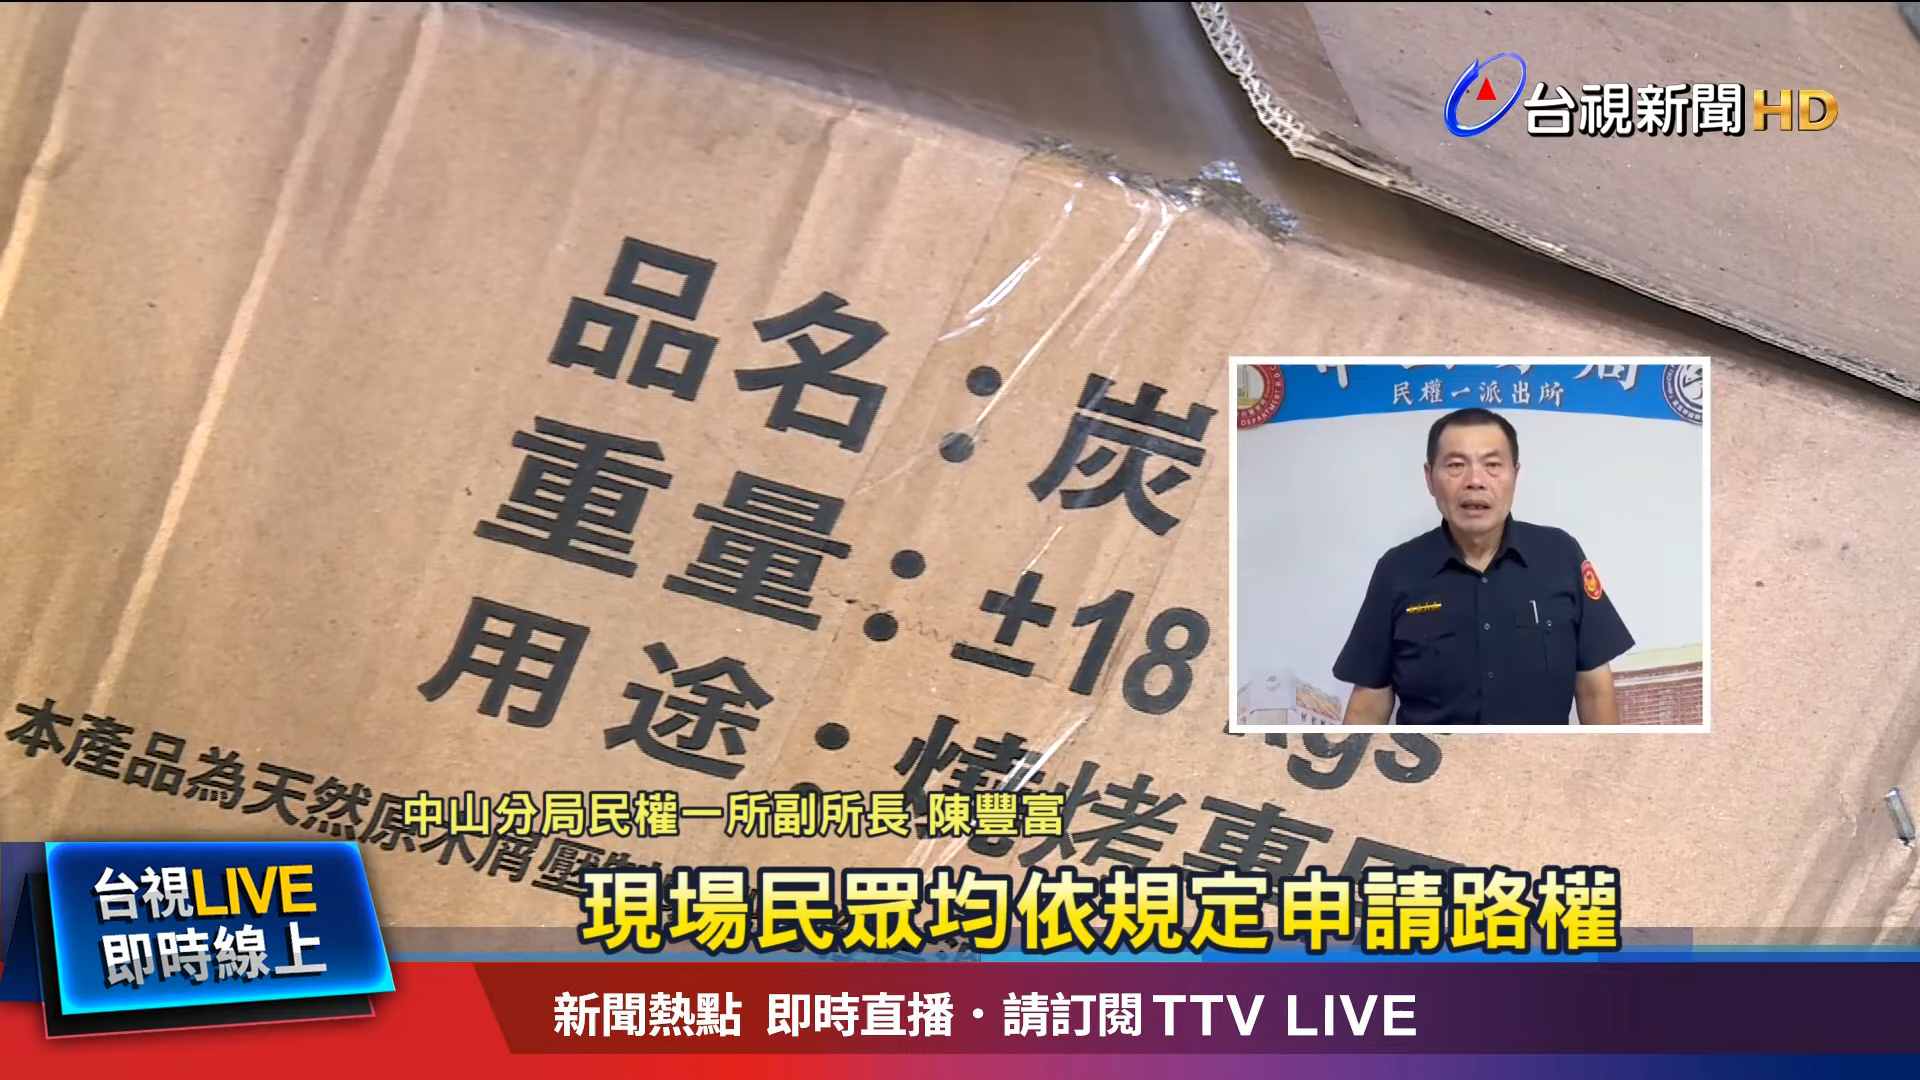 台視新聞HD
民權一派出所
品名：炭
重量：±18 kgs
用途：燒烤專用
本產品為天然原木屑壓製
中山分局民權一所副所長 陳豐富
現場民眾均依規定申請路權
台視LIVE
即時線上
新聞熱點 即時直播・請訂閱TTV LIVE